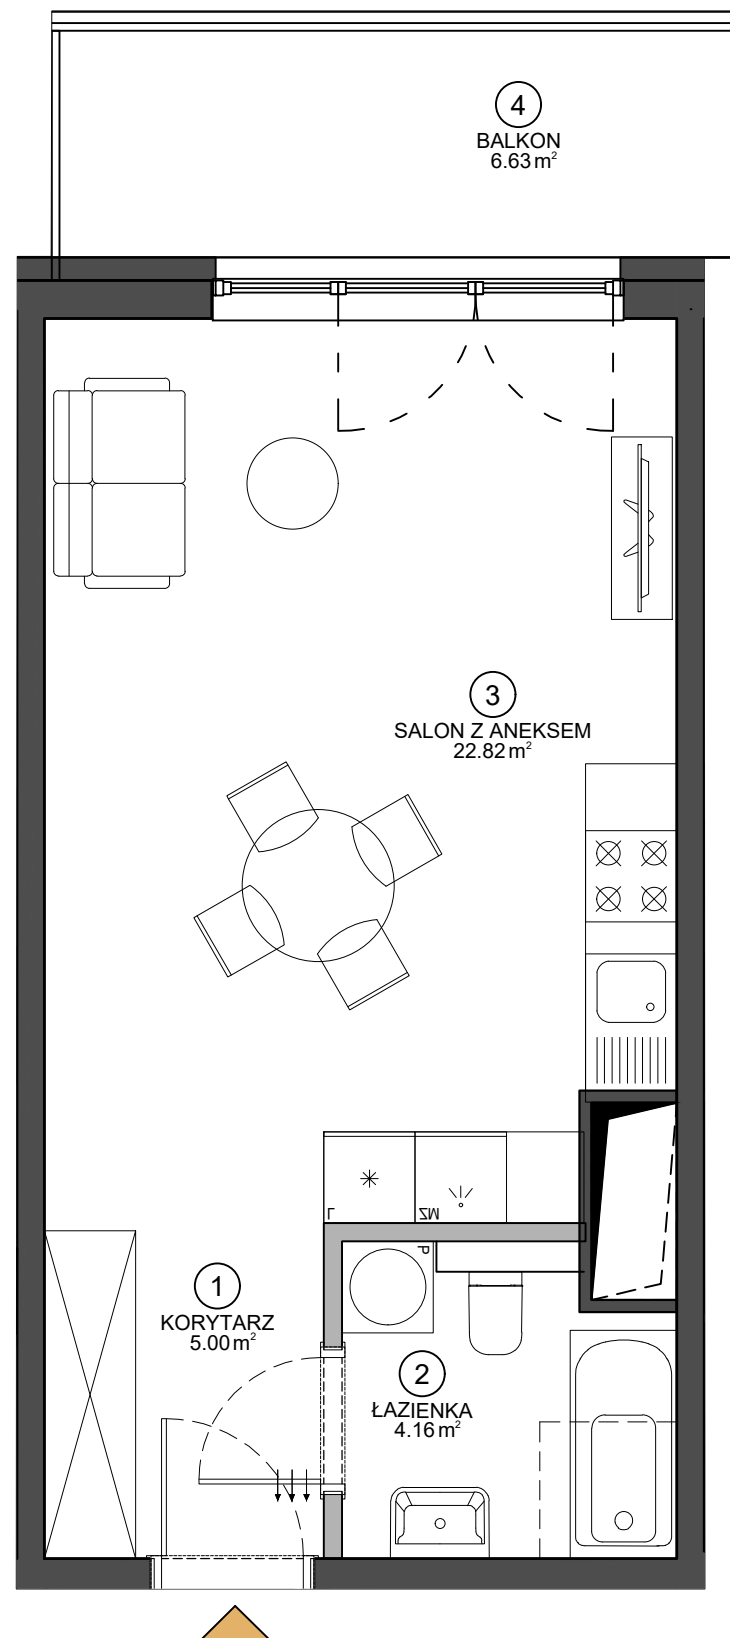 4
BALKON
6.63 m²
3
SALON Z ANEKSEM
22.82 m²
L
ZM
P
1
KORYTARZ
5.00 m²
2
ŁAZIENKA
4.16 m²